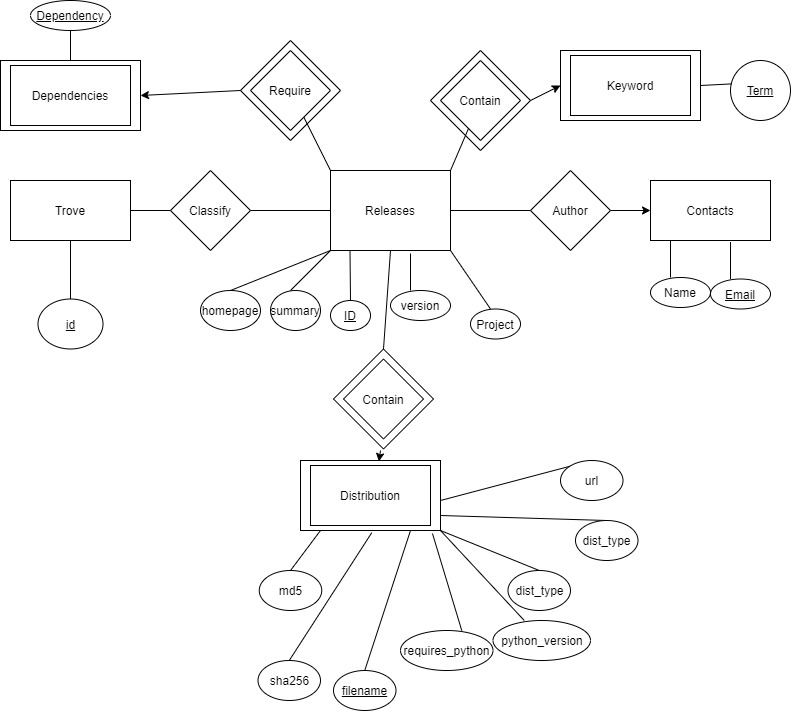 Dependency
Dependencies
Require
Contain
Keyword
Term
Trove
Classify
Releases
Author
Contacts
homepage
summary
ID
version
Project
Name
Email
id
Contain
Distribution
url
dist_type
md5
dist_type
python_version
requires_python
sha256
filename